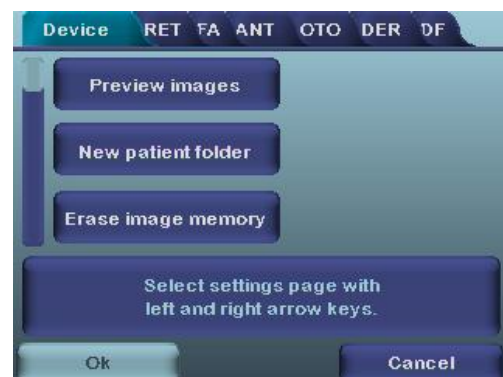 Device RET FA ANT OTO DER DF
Preview images
New patient folder
Erase image memory
Select settings page with
left and right arrow keys.
Ok Cancel